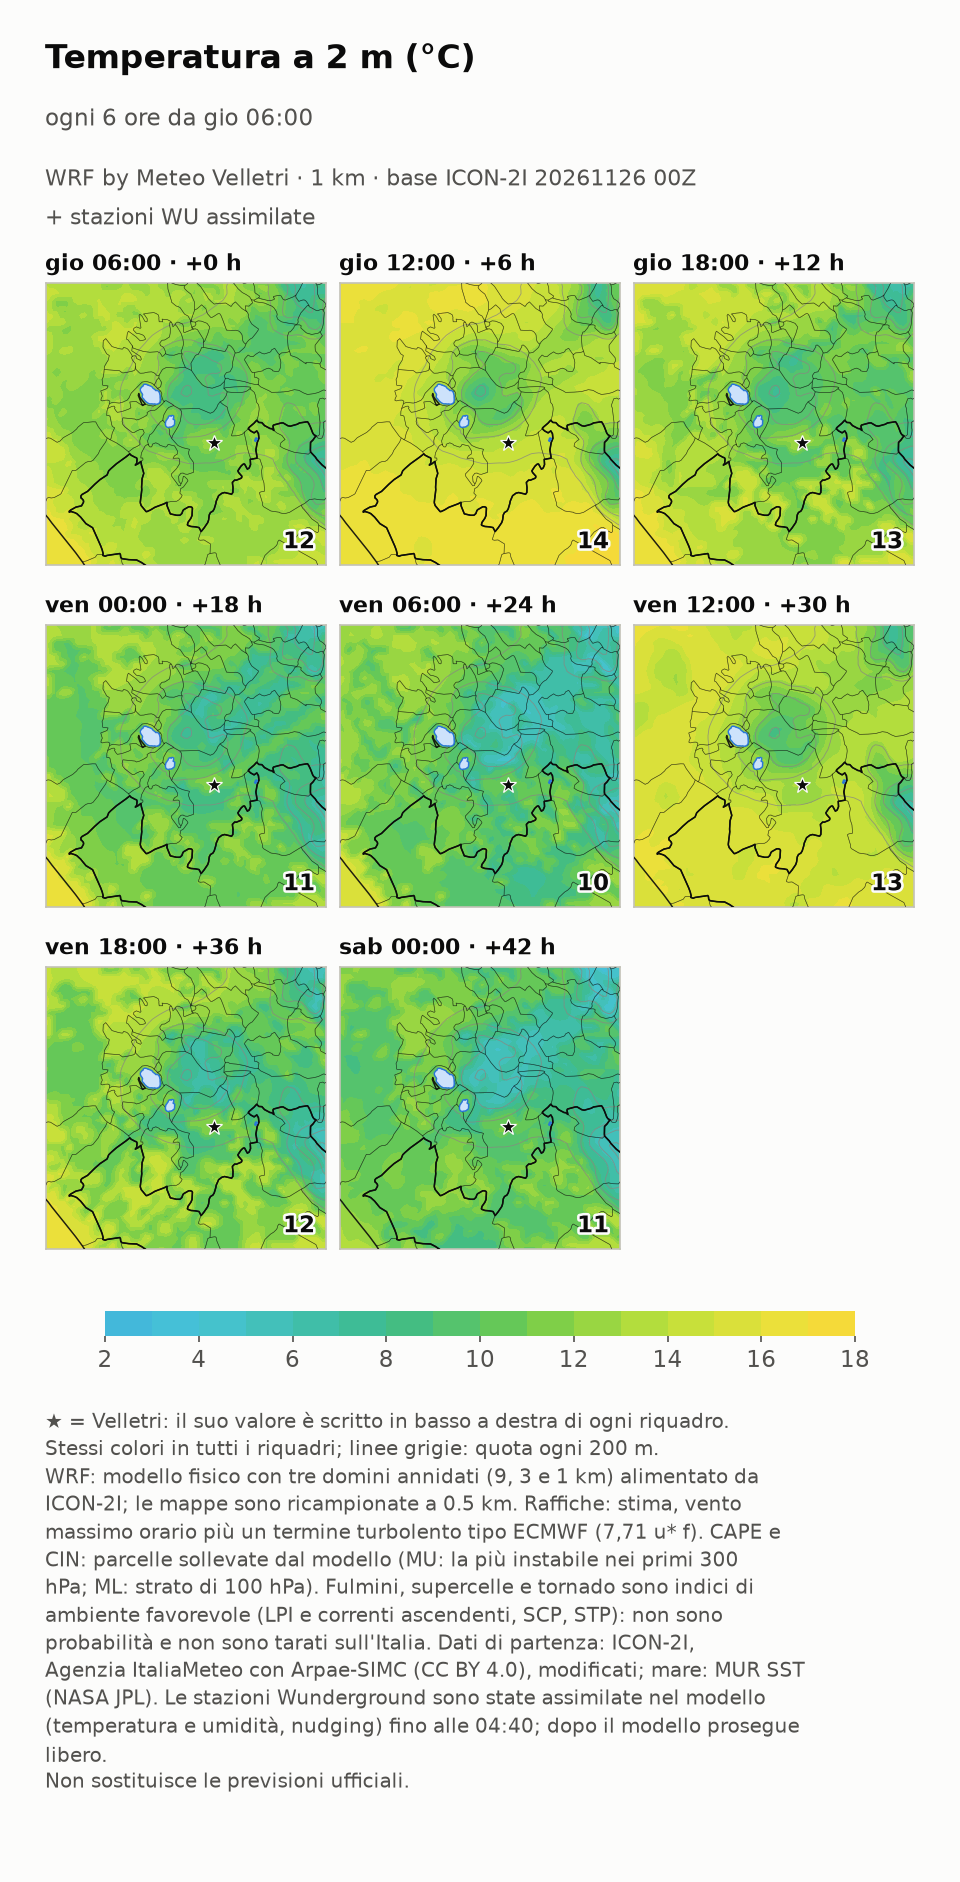 Temperatura a 2 m (°C)
ogni 6 ore da gio 06:00
WRF by Meteo Velletri · 1 km · base ICON-2I 20261126 00Z
+ stazioni WU assimilate
gio 06:00 · +0 h
gio 12:00 · +6 h
gio 18:00 · +12 h
12
14
13
ven 00:00 · +18 h
ven 06:00 · +24 h
ven 12:00 · +30 h
11
10
13
ven 18:00 · +36 h
sab 00:00 · +42 h
12
11
2 4 6 8 10 12 14 16 18
★ = Velletri: il suo valore è scritto in basso a destra di ogni riquadro.
Stessi colori in tutti i riquadri; linee grigie: quota ogni 200 m.
WRF: modello fisico con tre domini annidati (9, 3 e 1 km) alimentato da
ICON-2I; le mappe sono ricampionate a 0.5 km. Raffiche: stima, vento
massimo orario più un termine turbolento tipo ECMWF (7,71 u* f). CAPE e
CIN: parcelle sollevate dal modello (MU: la più instabile nei primi 300
hPa; ML: strato di 100 hPa). Fulmini, supercelle e tornado sono indici di
ambiente favorevole (LPI e correnti ascendenti, SCP, STP): non sono
probabilità e non sono tarati sull'Italia. Dati di partenza: ICON-2I,
Agenzia ItaliaMeteo con Arpae-SIMC (CC BY 4.0), modificati; mare: MUR SST
(NASA JPL). Le stazioni Wunderground sono state assimilate nel modello
(temperatura e umidità, nudging) fino alle 04:40; dopo il modello prosegue
libero.
Non sostituisce le previsioni ufficiali.